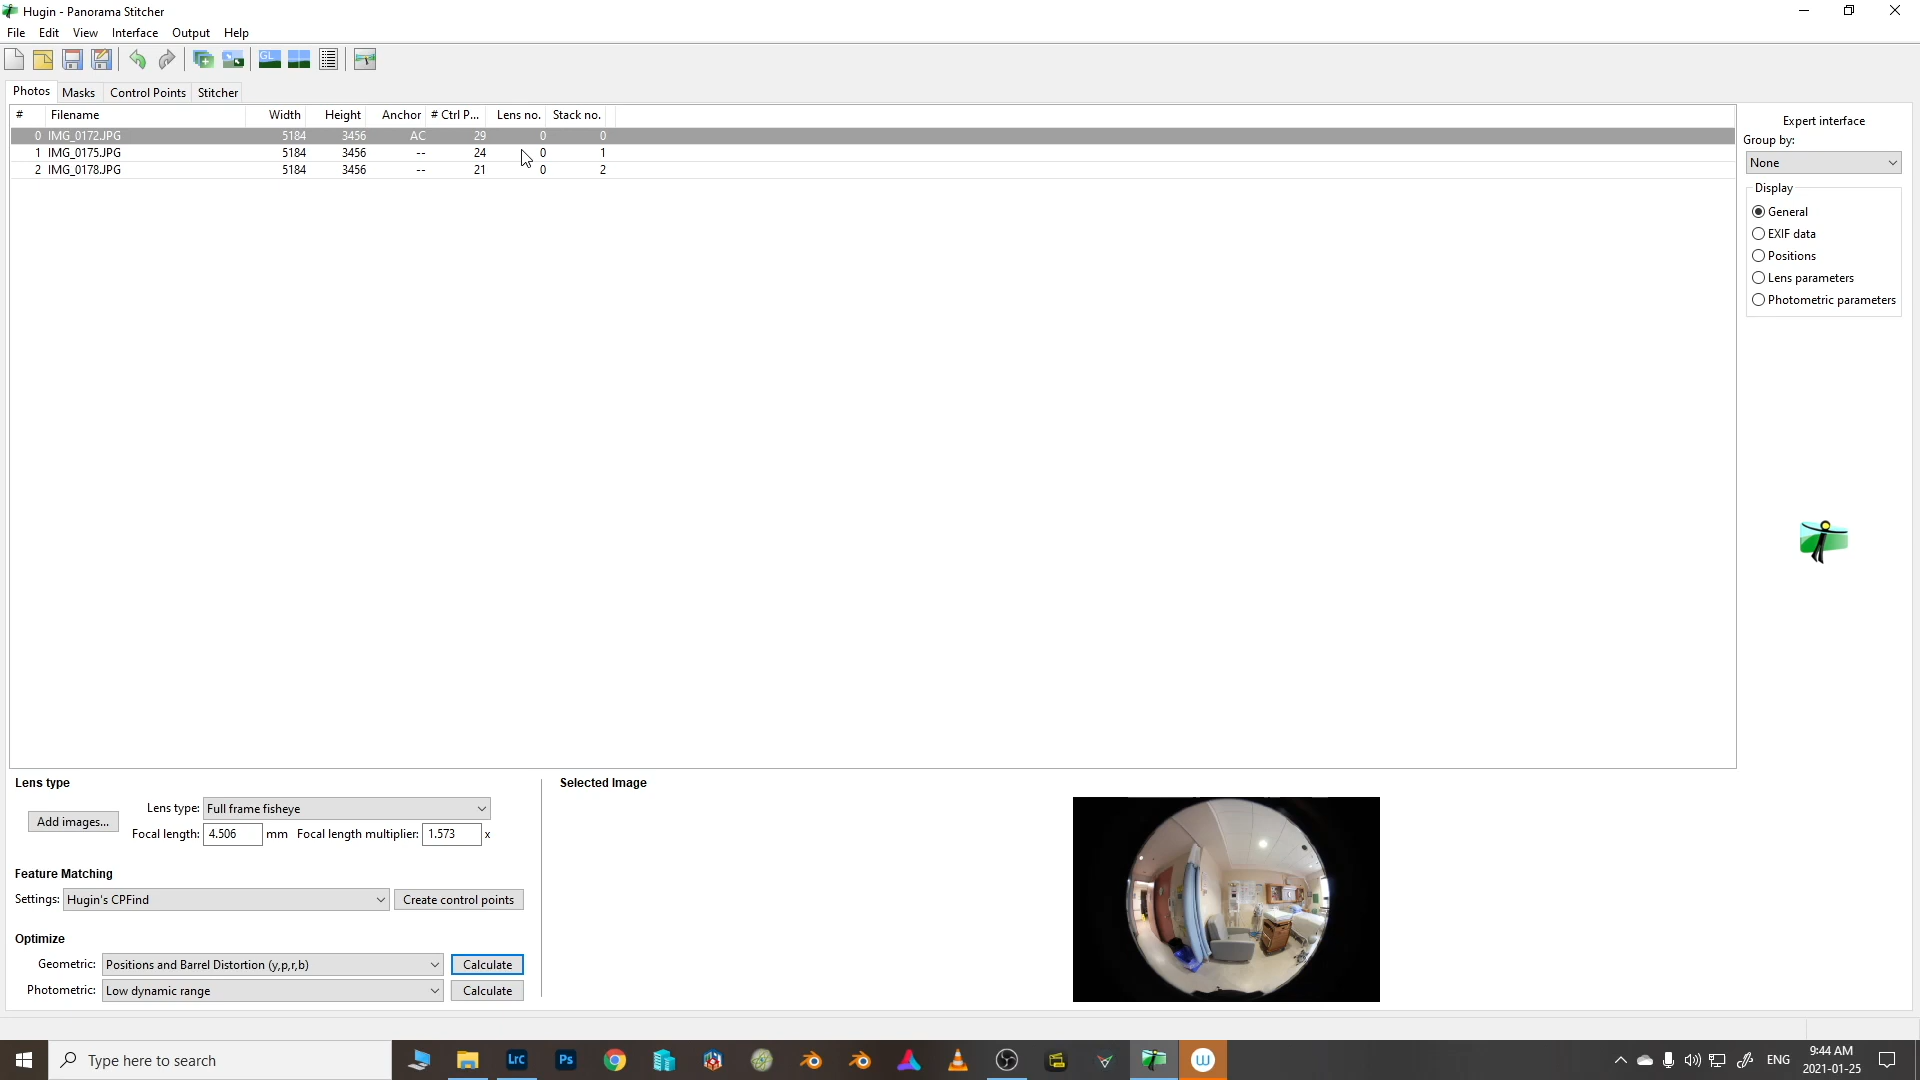 Hugin - Panorama Stitcher
File Edit View Interface Output Help
GL
Photos Masks Control Points Stitcher
# Filename Width Height Anchor # Ctrl P... Lens no. Stack no.
0 IMG_0172.JPG 5184 3456 AC 29 0 0
1 IMG_0175.JPG 5184 3456 -- 24 0 1
2 IMG_0178.JPG 5184 3456 -- 21 0 2
Expert interface
Group by:
None
Display
General
EXIF data
Positions
Lens parameters
Photometric parameters
Lens type
Lens type: Full frame fisheye
Add images...
Focal length: 4.506 mm Focal length multiplier: 1.573 x
Feature Matching
Settings: Hugin's CPFind Create control points
Optimize
Geometric: Positions and Barrel Distortion (y,p,r,b) Calculate
Photometric: Low dynamic range Calculate
Selected Image
Type here to search
LrC
Ps
W
ENG
9:44 AM
2021-01-25